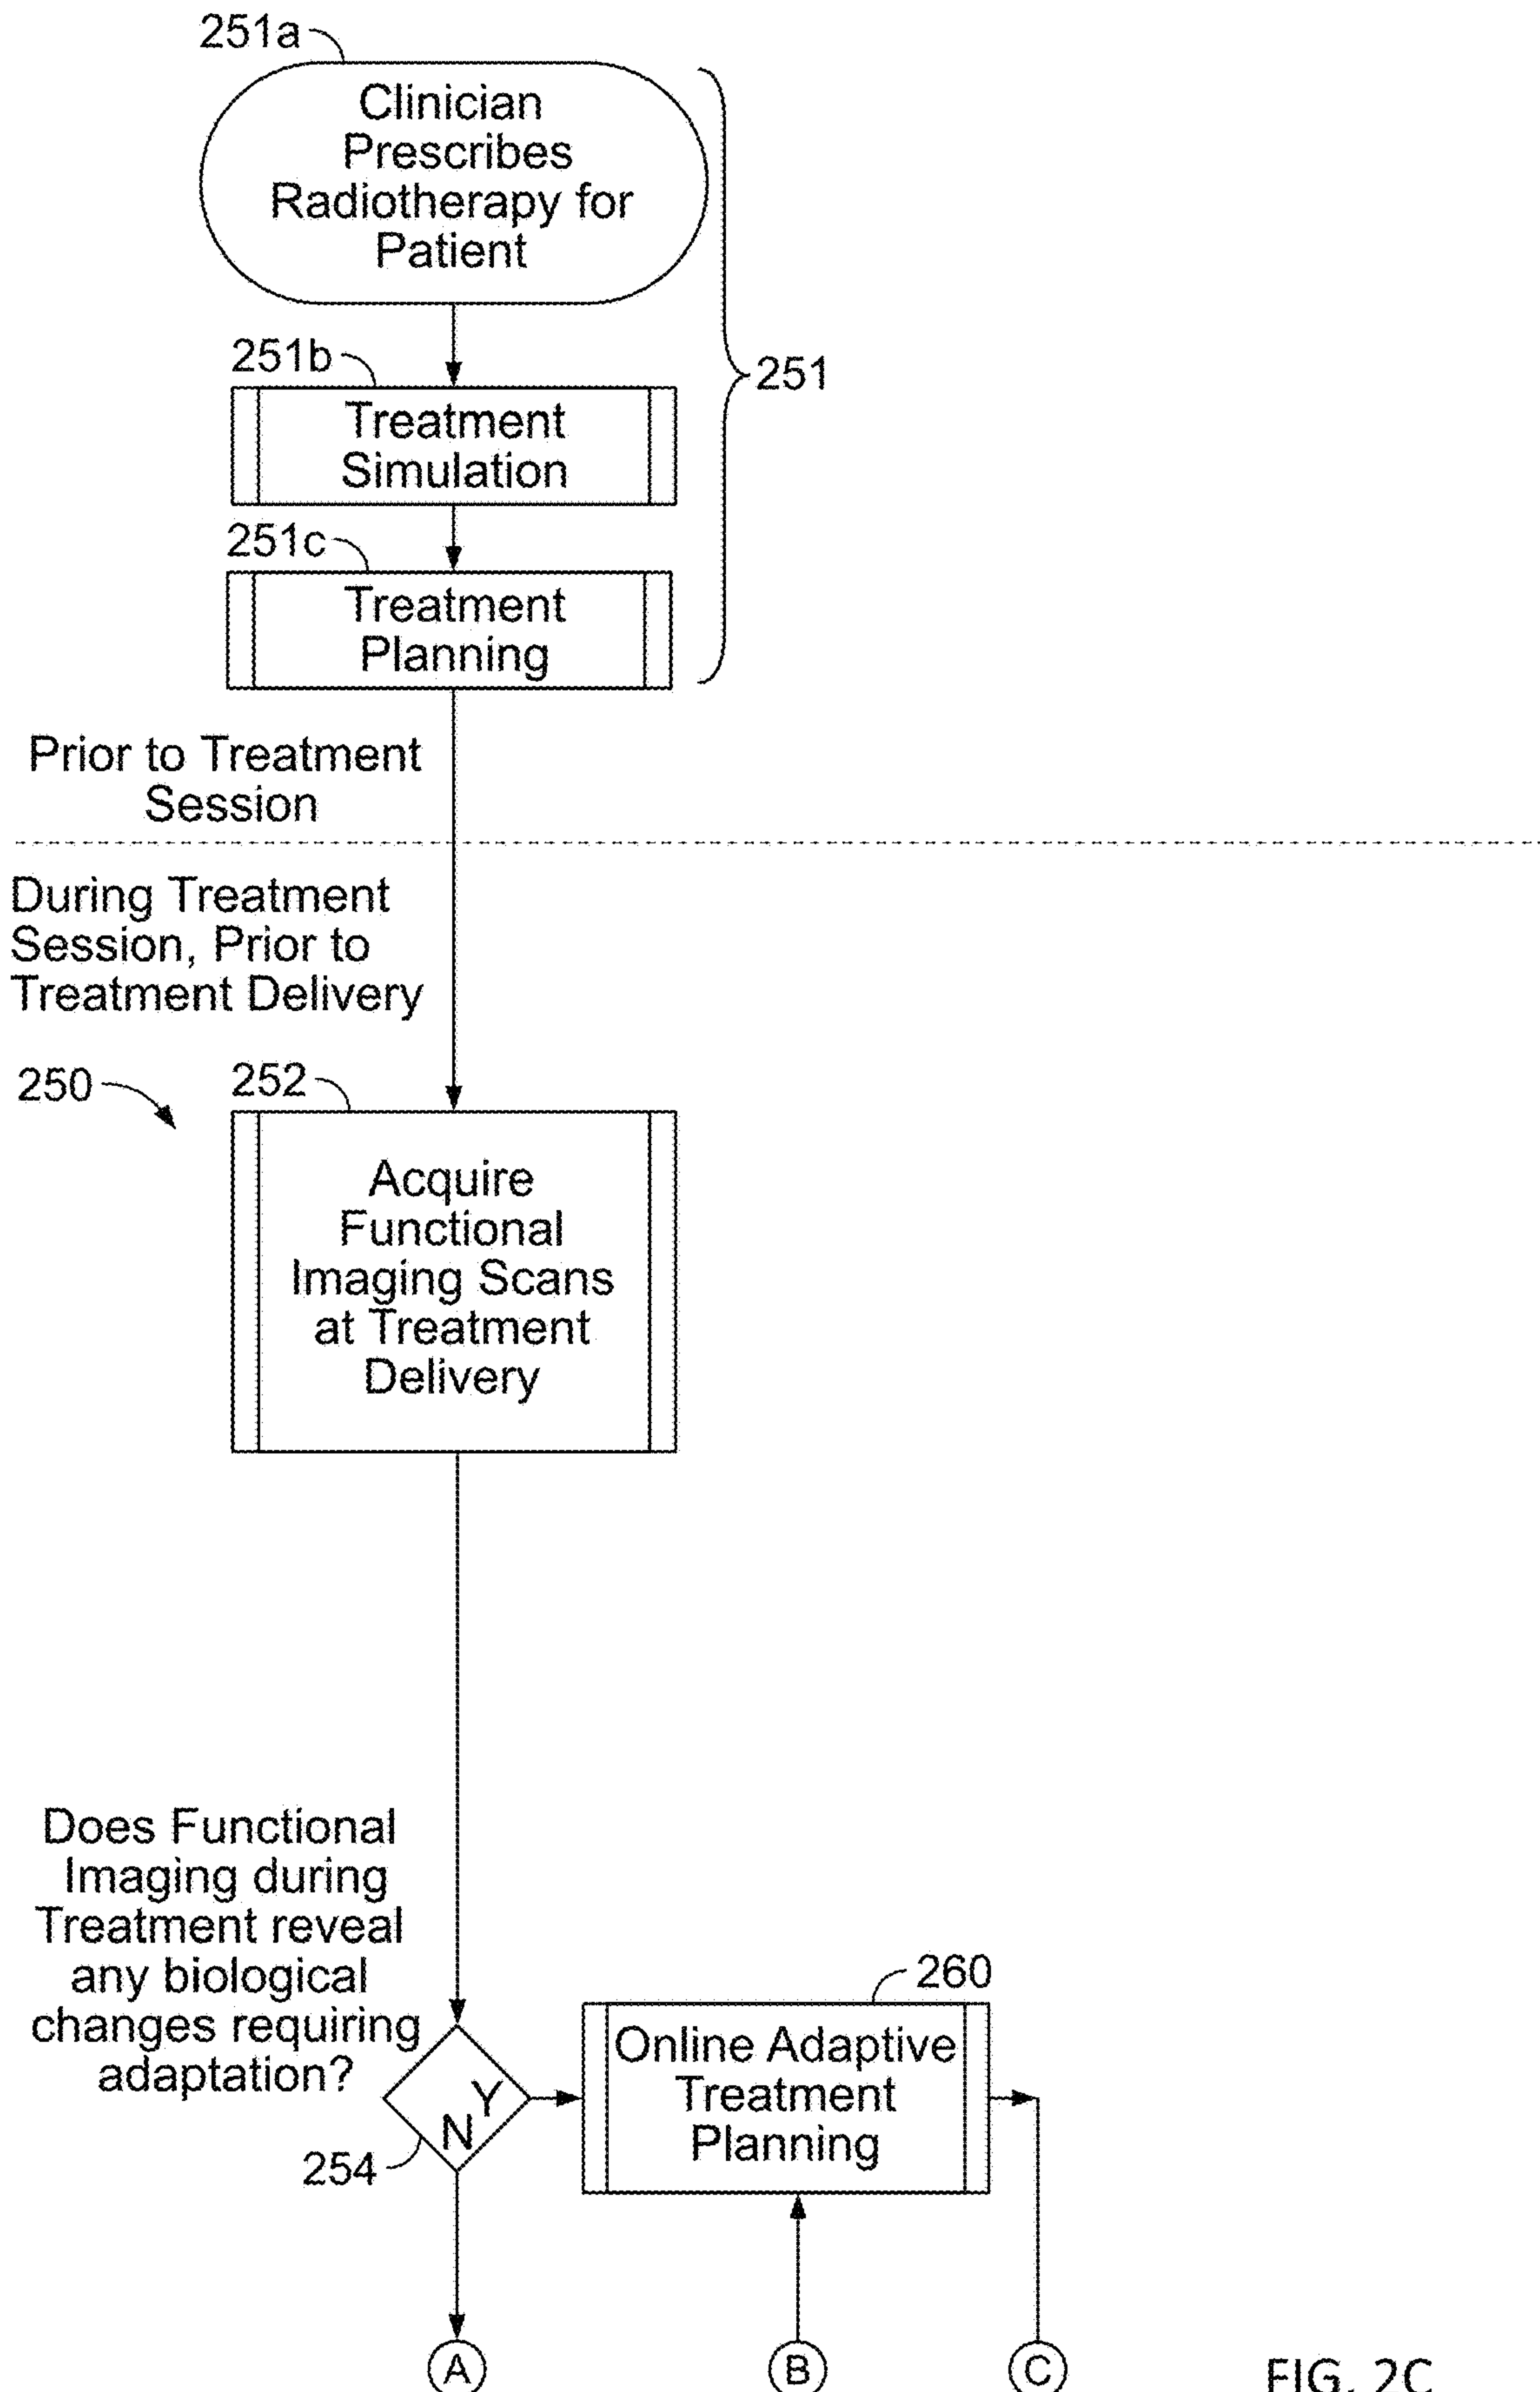 251a
Clinician
Prescribes
Radiotherapy for
Patient
251b
Treatment
Simulation
251
251c
Treatment
Planning
Prior to Treatment
Session
During Treatment
Session, Prior to
Treatment Delivery
250
252
Acquire
Functional
Imaging Scans
at Treatment
Delivery
Does Functional
Imaging during
Treatment reveal
any biological
changes requiring
adaptation?
260
Online Adaptive
Treatment
Planning
Y
N
254
A
B
C
FIG. 2C